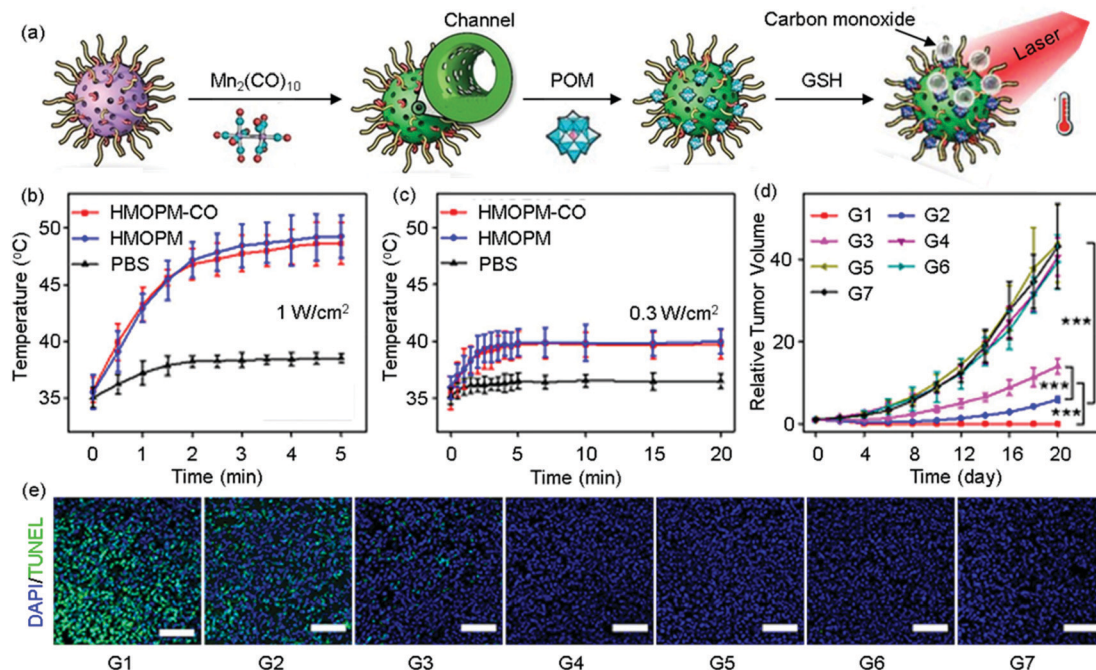 (a)
Channel
Carbon monoxide
Laser
Mn2(CO)10
POM
GSH
(b)
HMOPM-CO
HMOPM
PBS
1 W/cm²
Temperature (⁰C)
50
45
40
35
0 1 2 3 4 5
Time (min)
(c)
HMOPM-CO
HMOPM
PBS
0.3 W/cm²
Temperature (⁰C)
50
45
40
35
0 5 10 15 20
Time (min)
(d)
G1 G2
G3 G4
G5 G6
G7
Relative Tumor Volume
40
20
0
0 4 8 12 16 20
Time (day)
★★★
★★★
★★★
(e)
DAPI/TUNEL
G1 G2 G3 G4 G5 G6 G7